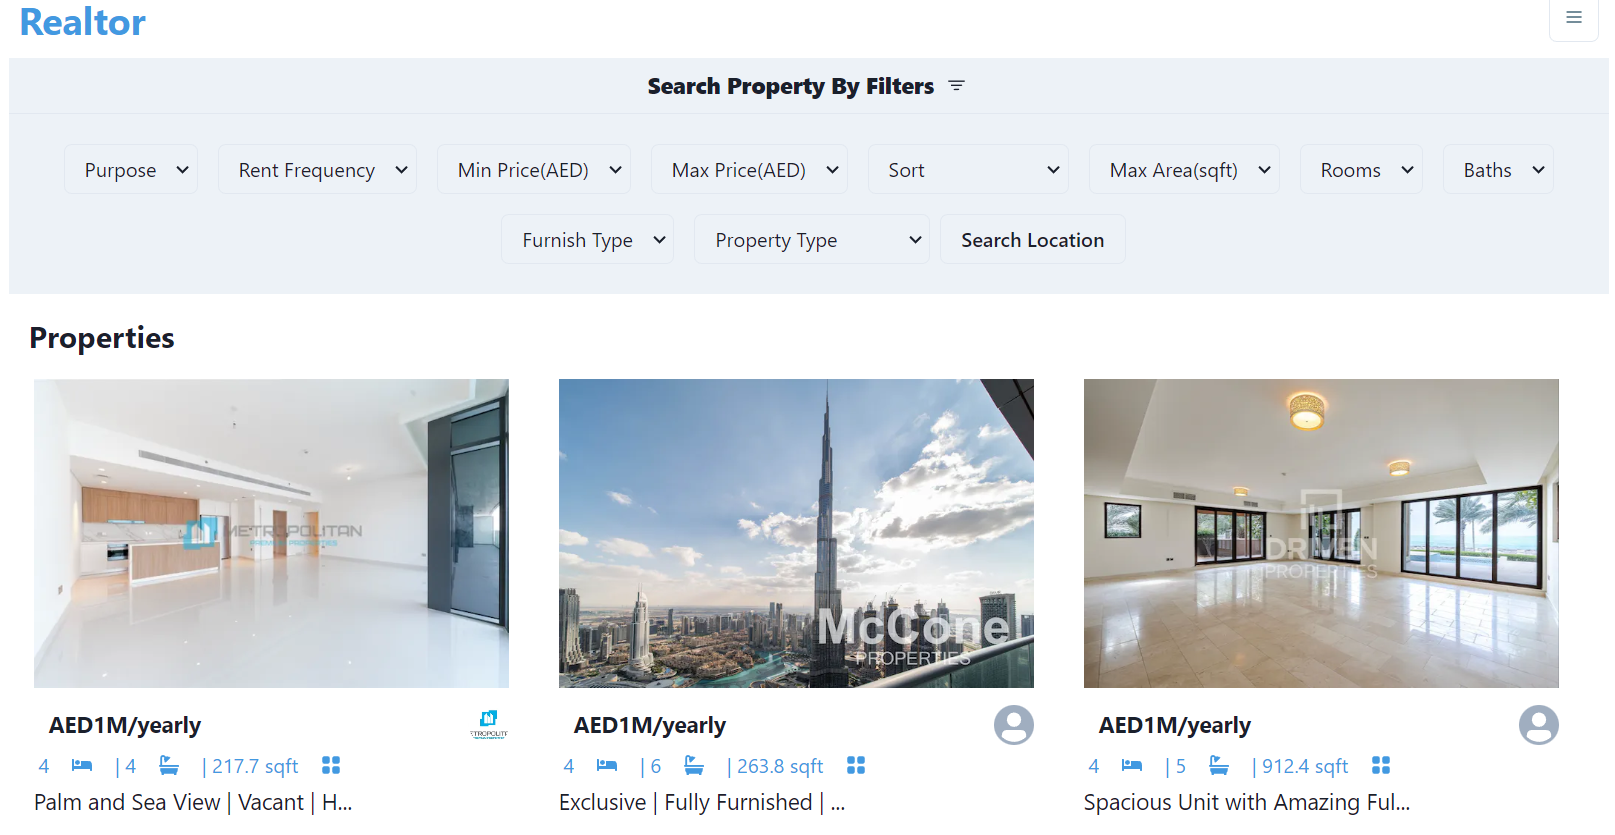 Realtor
Search Property By Filters
Purpose Rent Frequency Min Price(AED) Max Price(AED) Sort Max Area(sqft) Rooms Baths
Furnish Type Property Type Search Location
Properties
METROPOLITAN
PREMIUM PROPERTIES
McCone
PROPERTIES
DRIVEN
PROPERTIES
AED1M/yearly
4 | 4 | 217.7 sqft
Palm and Sea View | Vacant | H...
AED1M/yearly
4 | 6 | 263.8 sqft
Exclusive | Fully Furnished | ...
AED1M/yearly
4 | 5 | 912.4 sqft
Spacious Unit with Amazing Ful...